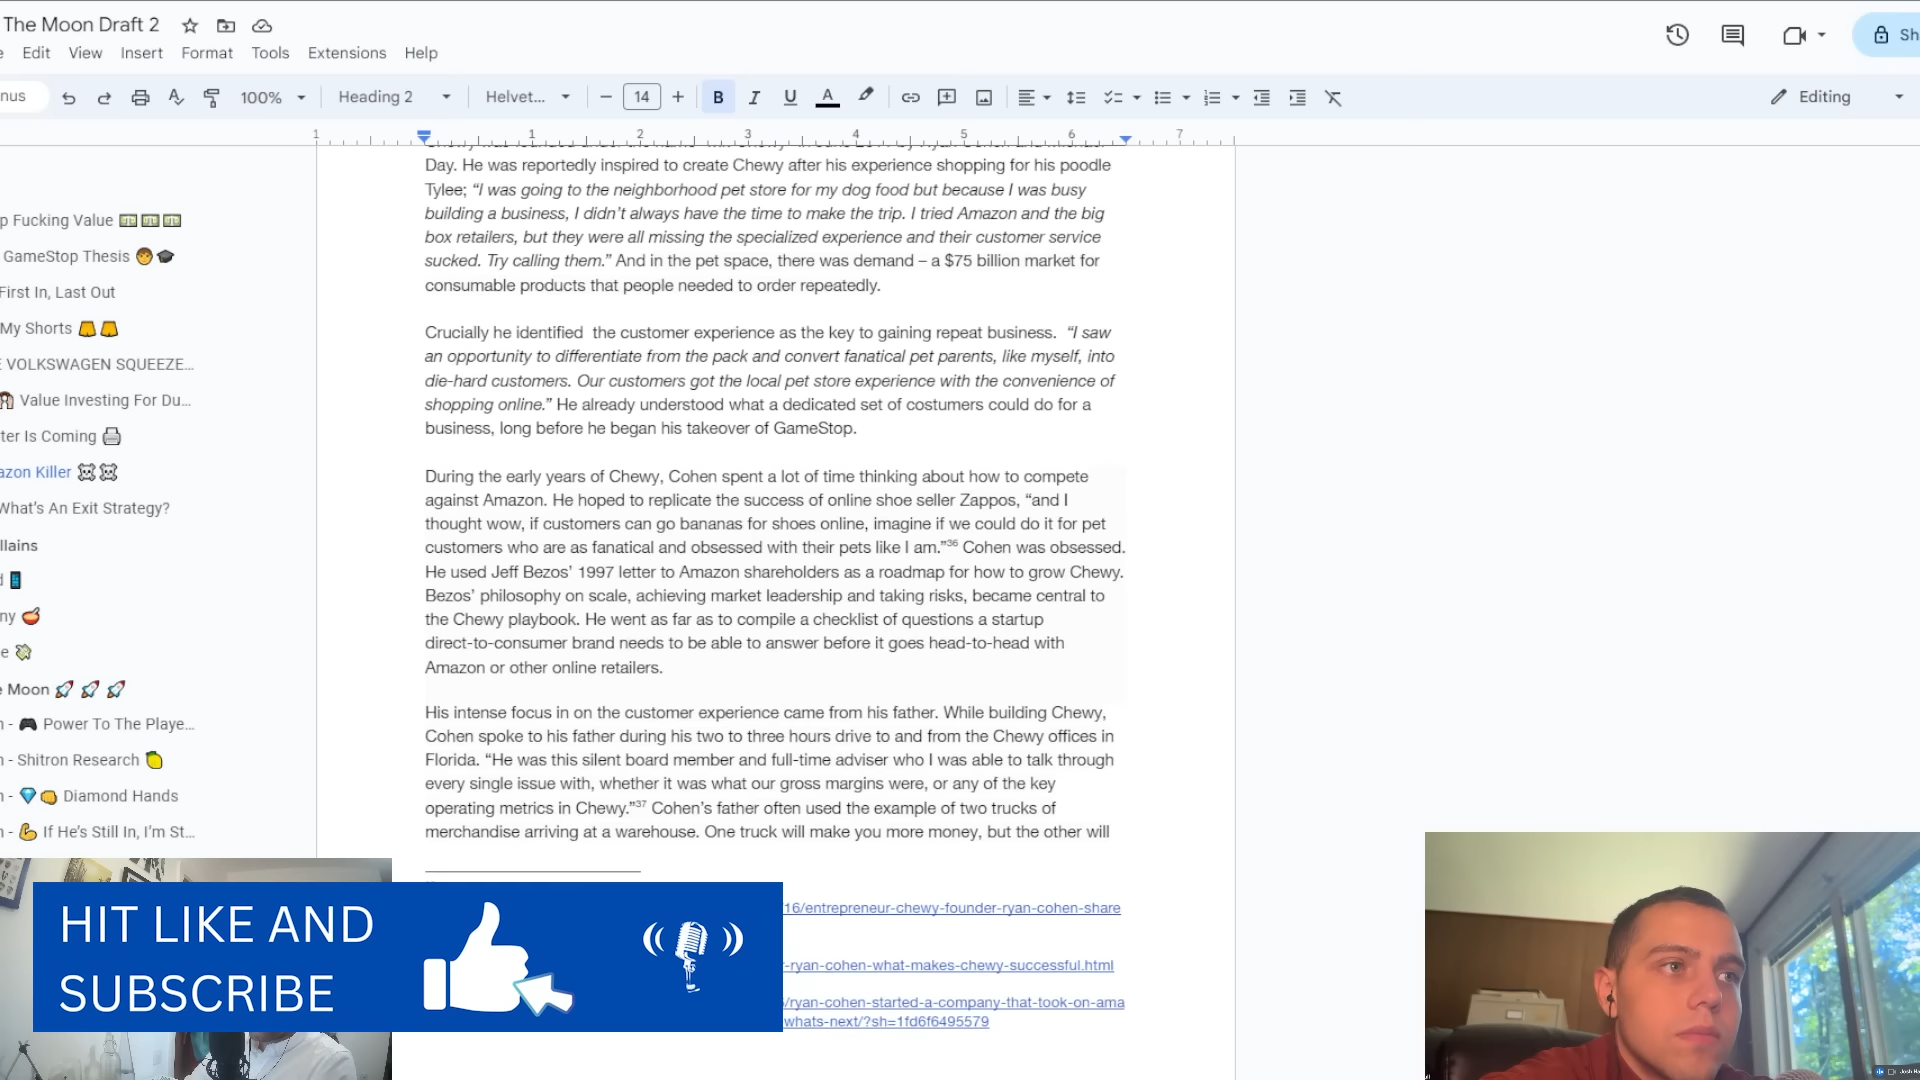 The Moon Draft 2
Edit View Insert Format Tools Extensions Help
Sh
nus
100%
Heading 2
Helvet...
14
Editing
1 1 2 3 4 5 6 7
p Fucking Value
GameStop Thesis
First In, Last Out
My Shorts
E VOLKSWAGEN SQUEEZE...
Value Investing For Du...
ter Is Coming
azon Killer
What's An Exit Strategy?
llains
d
ny
e
e Moon
n - Power To The Playe...
n - Shitron Research
n - Diamond Hands
n - If He's Still In, I'm St...
Day. He was reportedly inspired to create Chewy after his experience shopping for his poodle
Tylee; “I was going to the neighborhood pet store for my dog food but because I was busy
building a business, I didn’t always have the time to make the trip. I tried Amazon and the big
box retailers, but they were all missing the specialized experience and their customer service
sucked. Try calling them.” And in the pet space, there was demand – a $75 billion market for
consumable products that people needed to order repeatedly.
Crucially he identified  the customer experience as the key to gaining repeat business.  “I saw
an opportunity to differentiate from the pack and convert fanatical pet parents, like myself, into
die-hard customers. Our customers got the local pet store experience with the convenience of
shopping online.” He already understood what a dedicated set of costumers could do for a
business, long before he began his takeover of GameStop.
During the early years of Chewy, Cohen spent a lot of time thinking about how to compete
against Amazon. He hoped to replicate the success of online shoe seller Zappos, “and I
thought wow, if customers can go bananas for shoes online, imagine if we could do it for pet
customers who are as fanatical and obsessed with their pets like I am.”36 Cohen was obsessed.
He used Jeff Bezos’ 1997 letter to Amazon shareholders as a roadmap for how to grow Chewy.
Bezos’ philosophy on scale, achieving market leadership and taking risks, became central to
the Chewy playbook. He went as far as to compile a checklist of questions a startup
direct-to-consumer brand needs to be able to answer before it goes head-to-head with
Amazon or other online retailers.
His intense focus in on the customer experience came from his father. While building Chewy,
Cohen spoke to his father during his two to three hours drive to and from the Chewy offices in
Florida. “He was this silent board member and full-time adviser who I was able to talk through
every single issue with, whether it was what our gross margins were, or any of the key
operating metrics in Chewy.”37 Cohen’s father often used the example of two trucks of
merchandise arriving at a warehouse. One truck will make you more money, but the other will
/16/entrepreneur-chewy-founder-ryan-cohen-share
r-ryan-cohen-what-makes-chewy-successful.html
/ryan-cohen-started-a-company-that-took-on-ama
whats-next/?sh=1fd6f6495579
HIT LIKE AND
SUBSCRIBE